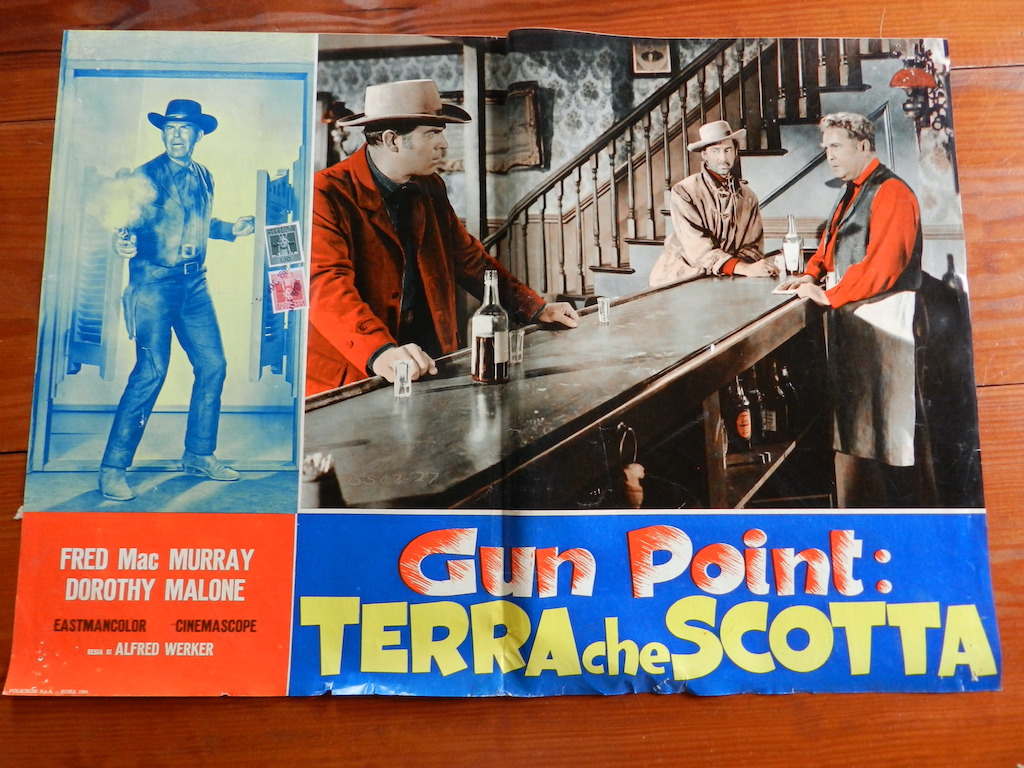 FRED Mac MURRAY
DOROTHY MALONE
EASTMANCOLOR - CINEMASCOPE
REGIA DI ALFRED WERKER
GUN POINT:
TERRA che SCOTTA